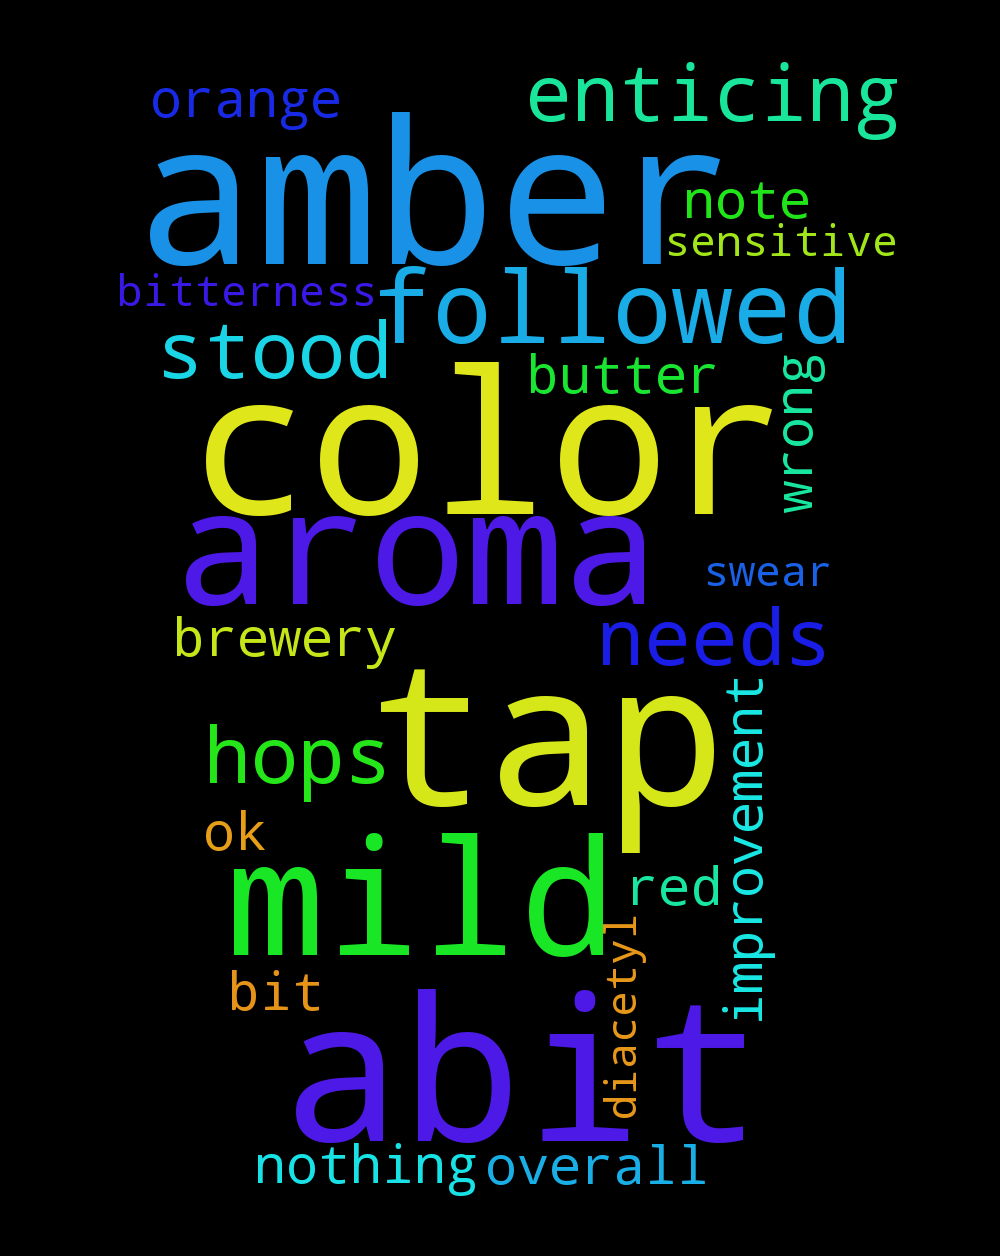 orange
enticing
amber
note
sensitive
bitterness
followed
stood
butter
wrong
color
aroma
swear
brewery
needs
tap
improvement
hops
ok
mild
red
diacetyl
bit
abit
nothing
overall